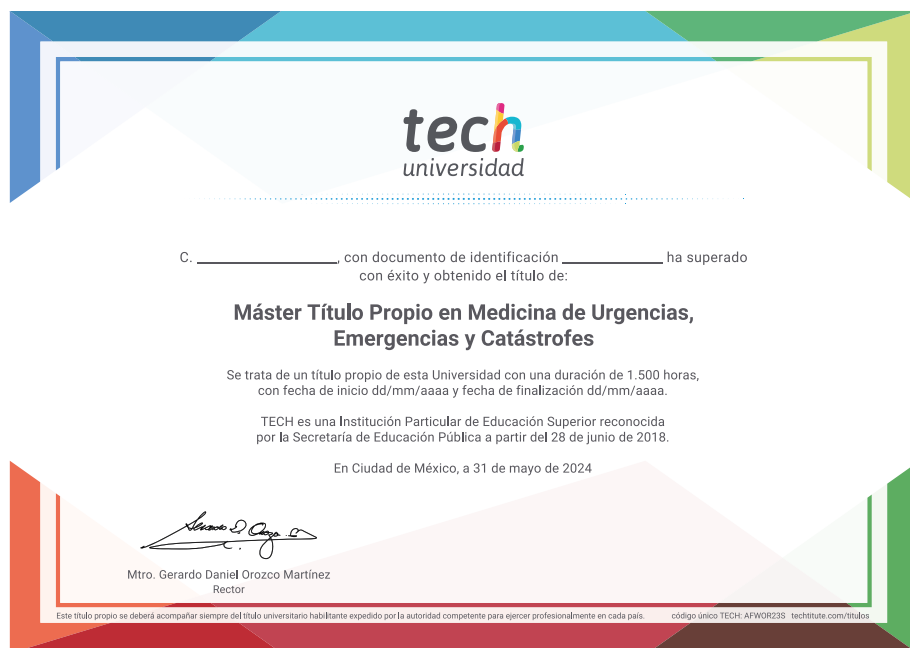 tech
universidad
C. ____________, con documento de identificación ____________ ha superado
con éxito y obtenido el título de:
Máster Título Propio en Medicina de Urgencias,
Emergencias y Catástrofes
Se trata de un título propio de esta Universidad con una duración de 1.500 horas,
con fecha de inicio dd/mm/aaaa y fecha de finalización dd/mm/aaaa.
TECH es una Institución Particular de Educación Superior reconocida
por la Secretaría de Educación Pública a partir del 28 de junio de 2018.
En Ciudad de México, a 31 de mayo de 2024
Mtro. Gerardo Daniel Orozco Martínez
Rector
Este título propio se deberá acompañar siempre del título universitario habilitante expedido por la autoridad competente para ejercer profesionalmente en cada país. código único TECH: AFWOR23S techtitute.com/titulos